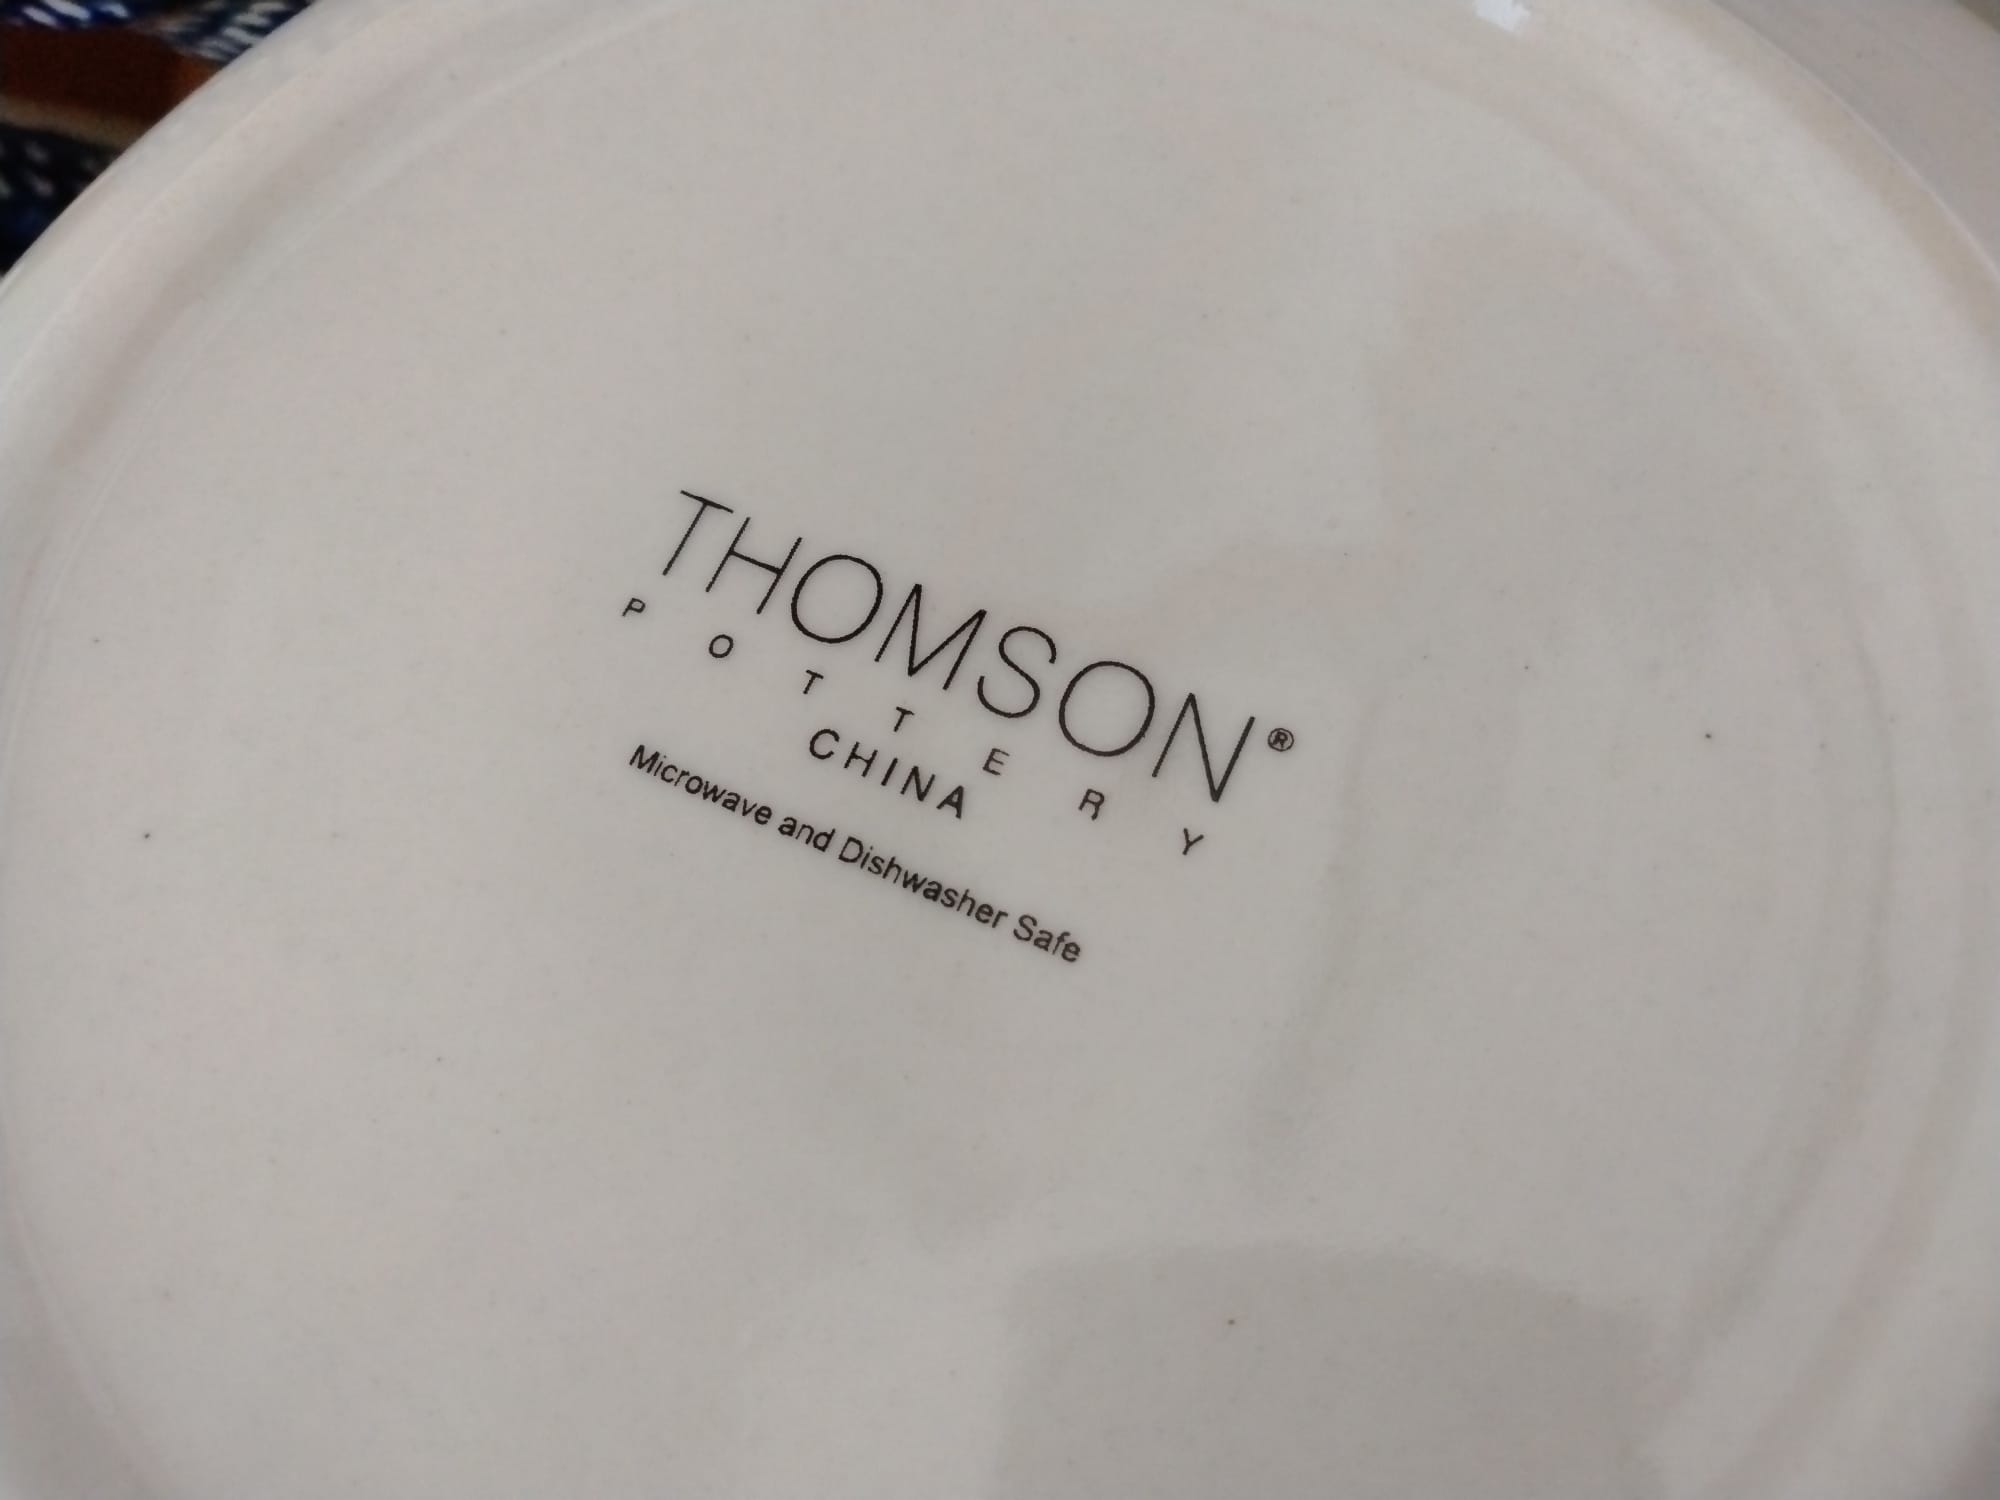 THOMSON®
POTTERY
CHINA
Microwave and Dishwasher Safe